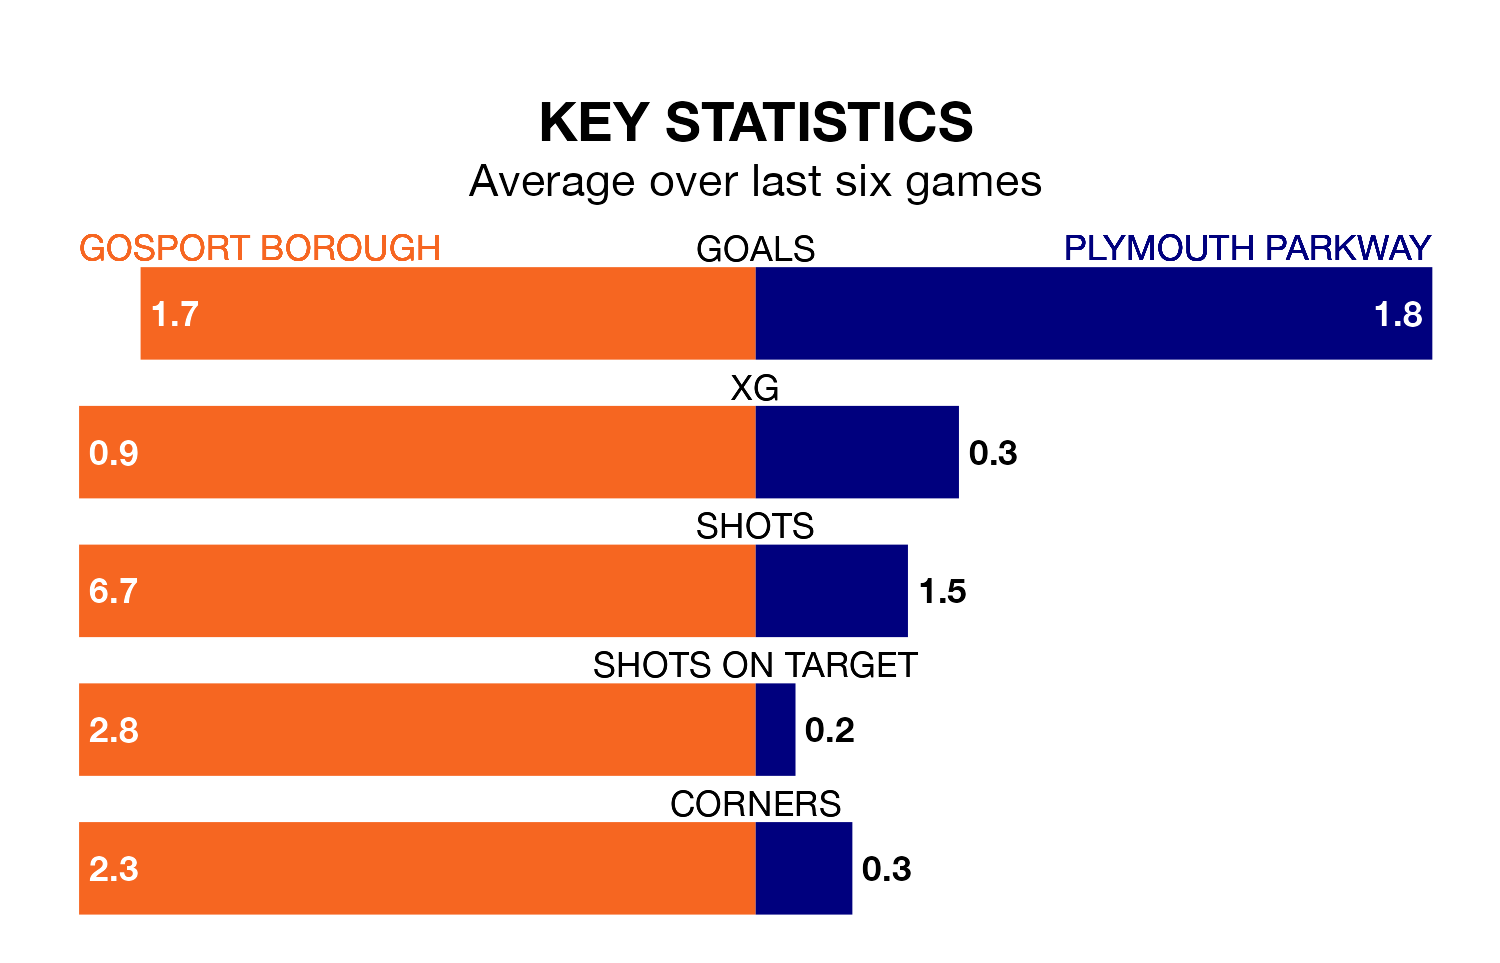 KEY STATISTICS
Average over last six games
GOSPORT BOROUGH GOALS PLYMOUTH PARKWAY
1.7 1.8
XG
0.9 0.3
SHOTS
6.7 1.5
SHOTS ON TARGET
2.8 0.2
CORNERS
2.3 0.3